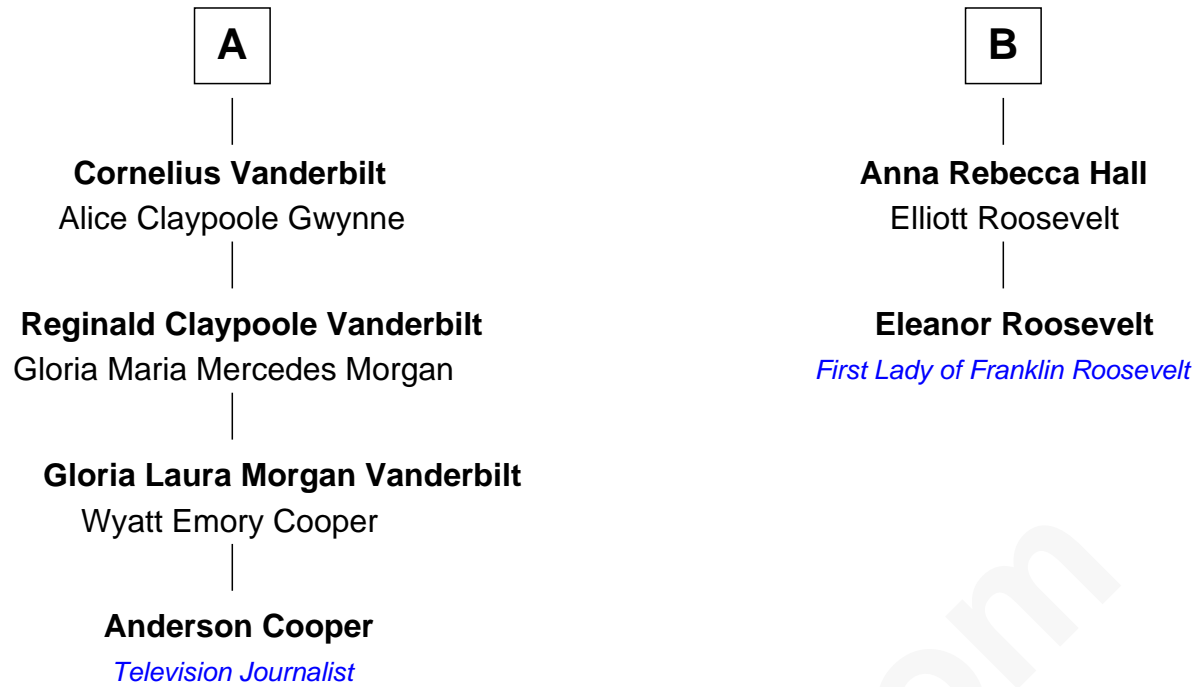 A
Cornelius Vanderbilt
Alice Claypoole Gwynne
Reginald Claypoole Vanderbilt
Gloria Maria Mercedes Morgan
Gloria Laura Morgan Vanderbilt
Wyatt Emory Cooper
Anderson Cooper
Television Journalist
B
Anna Rebecca Hall
Elliott Roosevelt
Eleanor Roosevelt
First Lady of Franklin Roosevelt
om